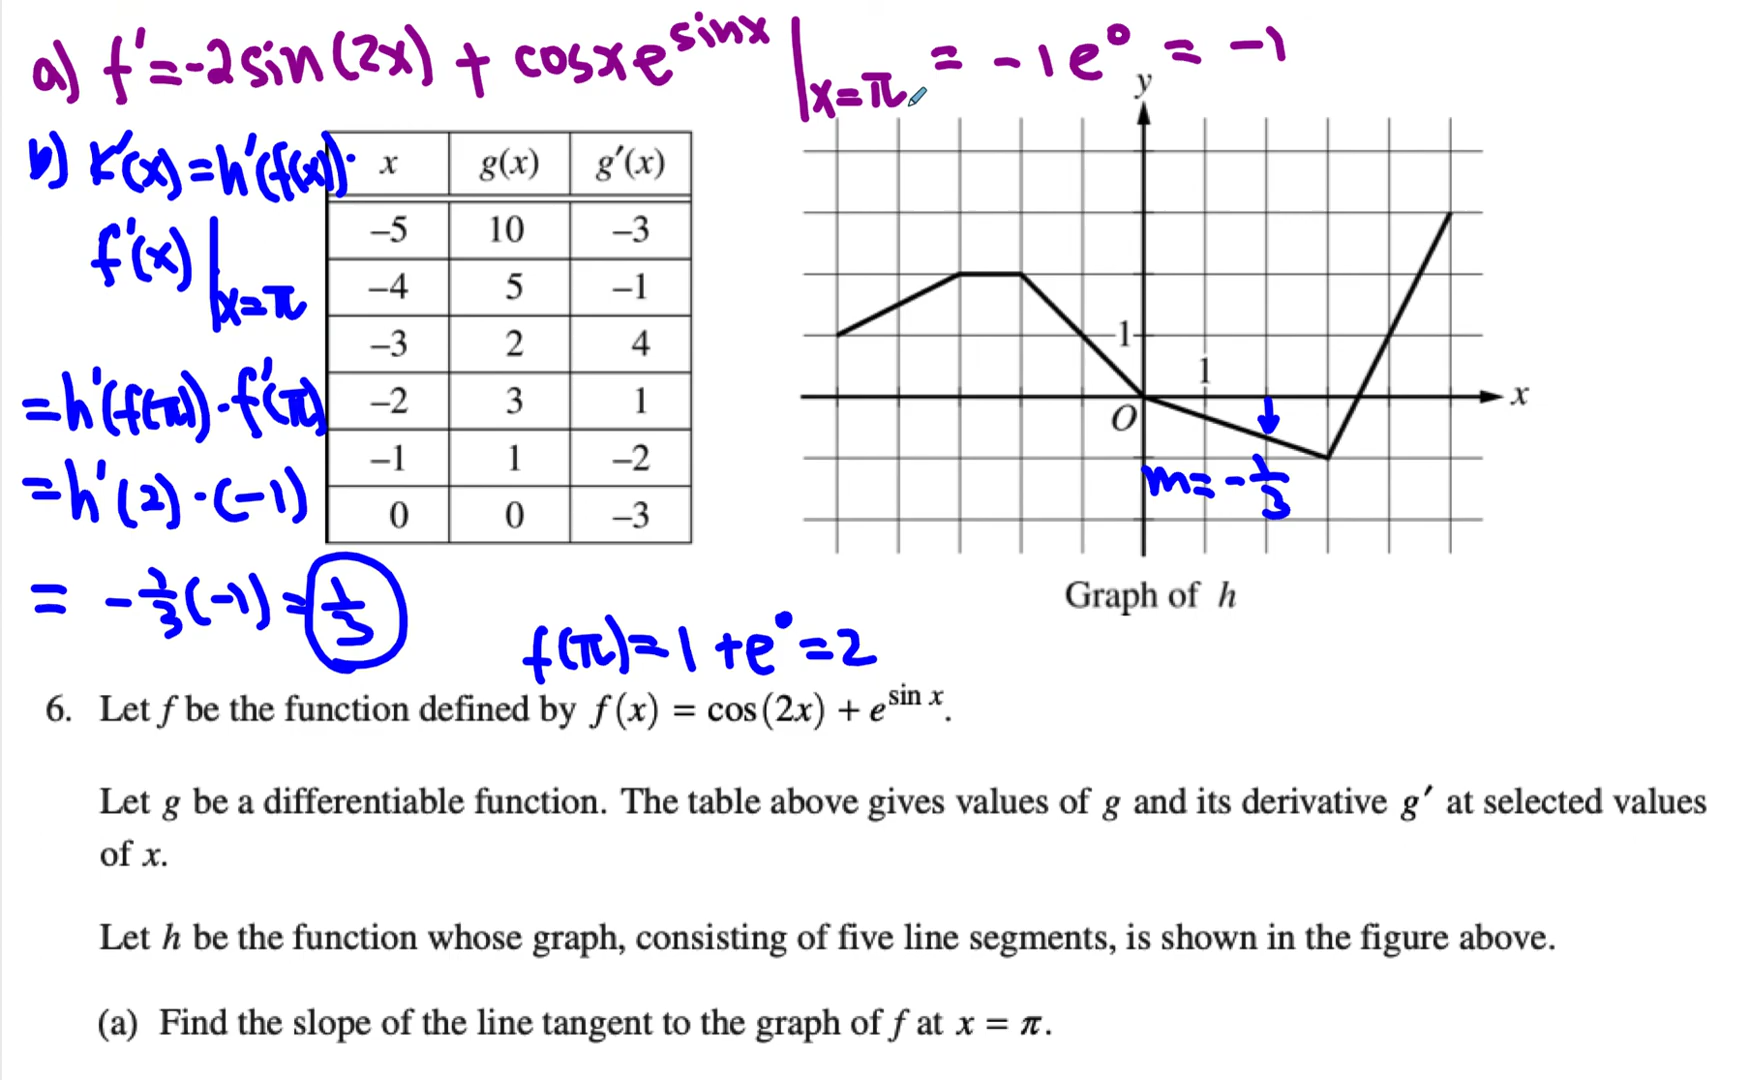 a) f' = -2sin(2x) + cosxe^sinx |x=π = -1e^0 = -1
b) k'(x) = h'(f(x)) ·
f'(x) |x=π
= h'(f(π)) · f'(π)
= h'(2) · (-1)
= -1/3(-1) = 1/3
x g(x) g′(x)
−5 10 −3
−4 5 −1
−3 2 4
−2 3 1
−1 1 −2
0 0 −3
y
1
1
x
O
m = -1/3
Graph of h
f(π) = 1 + e^0 = 2
6. Let f be the function defined by f(x) = cos(2x) + e^sin x.
Let g be a differentiable function. The table above gives values of g and its derivative g′ at selected values
of x.
Let h be the function whose graph, consisting of five line segments, is shown in the figure above.
(a) Find the slope of the line tangent to the graph of f at x = π.